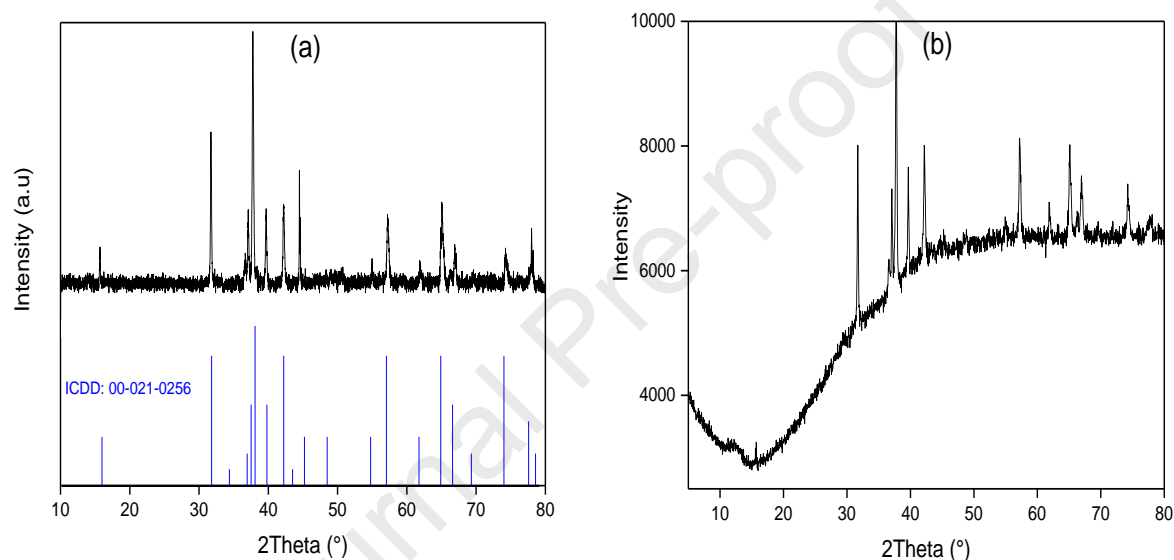 (a)
Intensity (a.u)
ICDD: 00-021-0256
10 20 30 40 50 60 70 80
2Theta (°)
(b)
Intensity
10000
8000
6000
4000
10 20 30 40 50 60 70 80
2Theta (°)
urnal Pre-proof